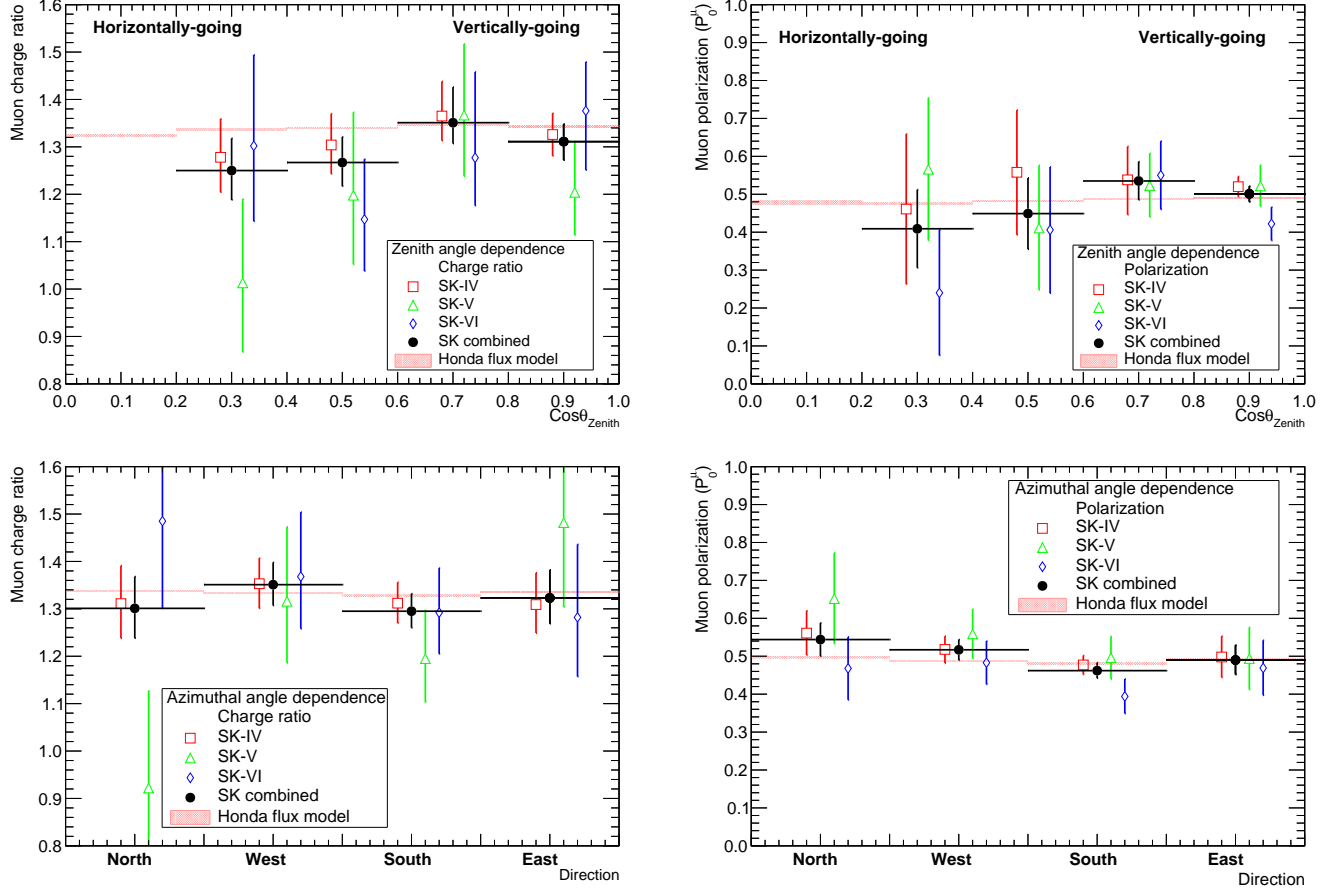 Muon charge ratio
1.6
1.5
1.4
1.3
1.2
1.1
1.0
0.9
0.8
Horizontally-going
Vertically-going
Zenith angle dependence
Charge ratio
SK-IV
SK-V
SK-VI
SK combined
Honda flux model
0.0 0.1 0.2 0.3 0.4 0.5 0.6 0.7 0.8 0.9 1.0
Cosθ_Zenith
Muon polarization (P₀^μ)
1.0
0.9
0.8
0.7
0.6
0.5
0.4
0.3
0.2
0.1
0.0
Horizontally-going
Vertically-going
Zenith angle dependence
Polarization
SK-IV
SK-V
SK-VI
SK combined
Honda flux model
0.0 0.1 0.2 0.3 0.4 0.5 0.6 0.7 0.8 0.9 1.0
Cosθ_Zenith
Muon charge ratio
1.6
1.5
1.4
1.3
1.2
1.1
1.0
0.9
0.8
Azimuthal angle dependence
Charge ratio
SK-IV
SK-V
SK-VI
SK combined
Honda flux model
North West South East
Direction
Muon polarization (P₀^μ)
1.0
0.9
0.8
0.7
0.6
0.5
0.4
0.3
0.2
0.1
0.0
Azimuthal angle dependence
Polarization
SK-IV
SK-V
SK-VI
SK combined
Honda flux model
North West South East
Direction